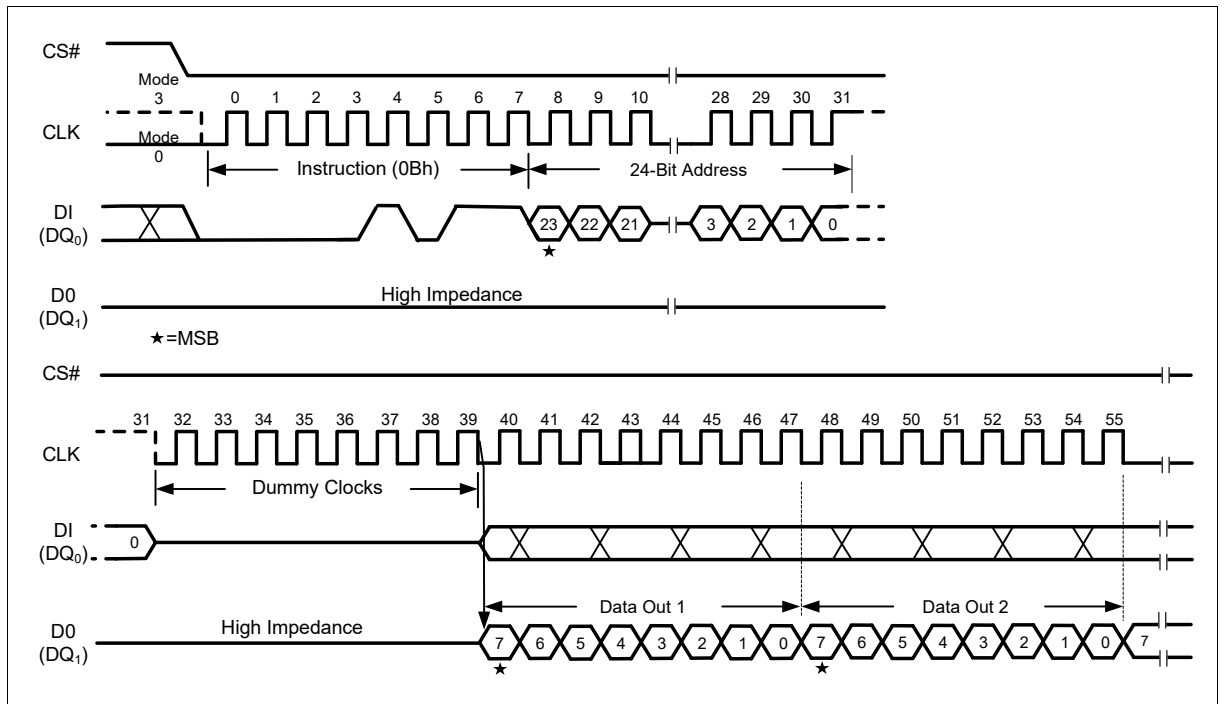 CS#
Mode
3
0 1 2 3 4 5 6 7 8 9 10 28 29 30 31
CLK
Mode
0
Instruction (0Bh) 24-Bit Address
DI
(DQ0)
23 22 21 3 2 1 0
★
D0
(DQ1)
High Impedance
★=MSB
CS#
31 32 33 34 35 36 37 38 39 40 41 42 43 44 45 46 47 48 49 50 51 52 53 54 55
CLK
Dummy Clocks
DI
(DQ0)
0
Data Out 1 Data Out 2
D0
(DQ1)
High Impedance
7 6 5 4 3 2 1 0 7 6 5 4 3 2 1 0 7
★ ★